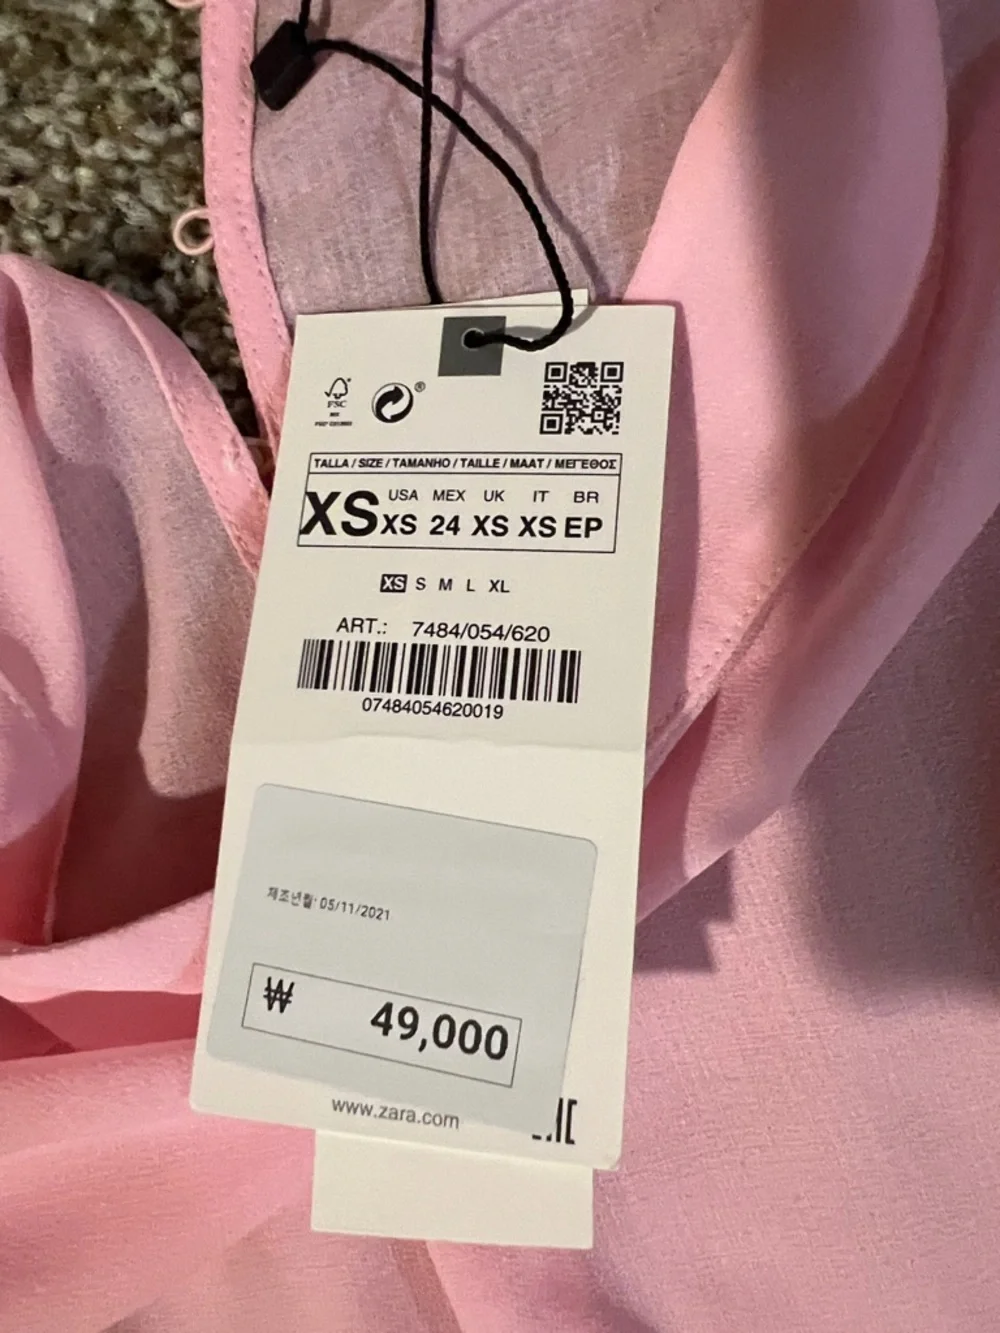 FSC
®
TALLA / SIZE / TAMANHO / TAILLE / MAAT / ΜΕΓΕΘΟΣ
XS
USA MEX UK IT BR
XS 24 XS XS EP
XS S M L XL
ART.: 7484/054/620
07484054620019
제조년월: 05/11/2021
₩ 49,000
www.zara.com